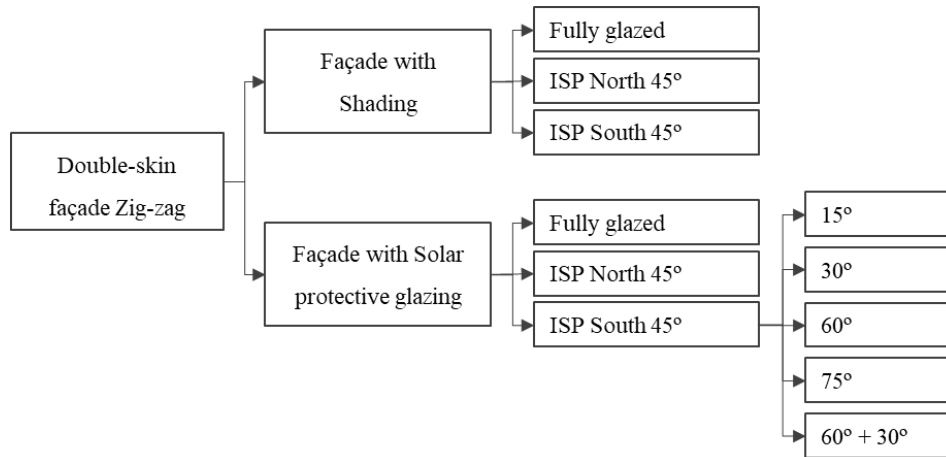 Double-skin
façade Zig-zag
Façade with
Shading
Fully glazed
ISP North 45º
ISP South 45º
Façade with Solar
protective glazing
Fully glazed
ISP North 45º
ISP South 45º
15º
30º
60º
75º
60º + 30º